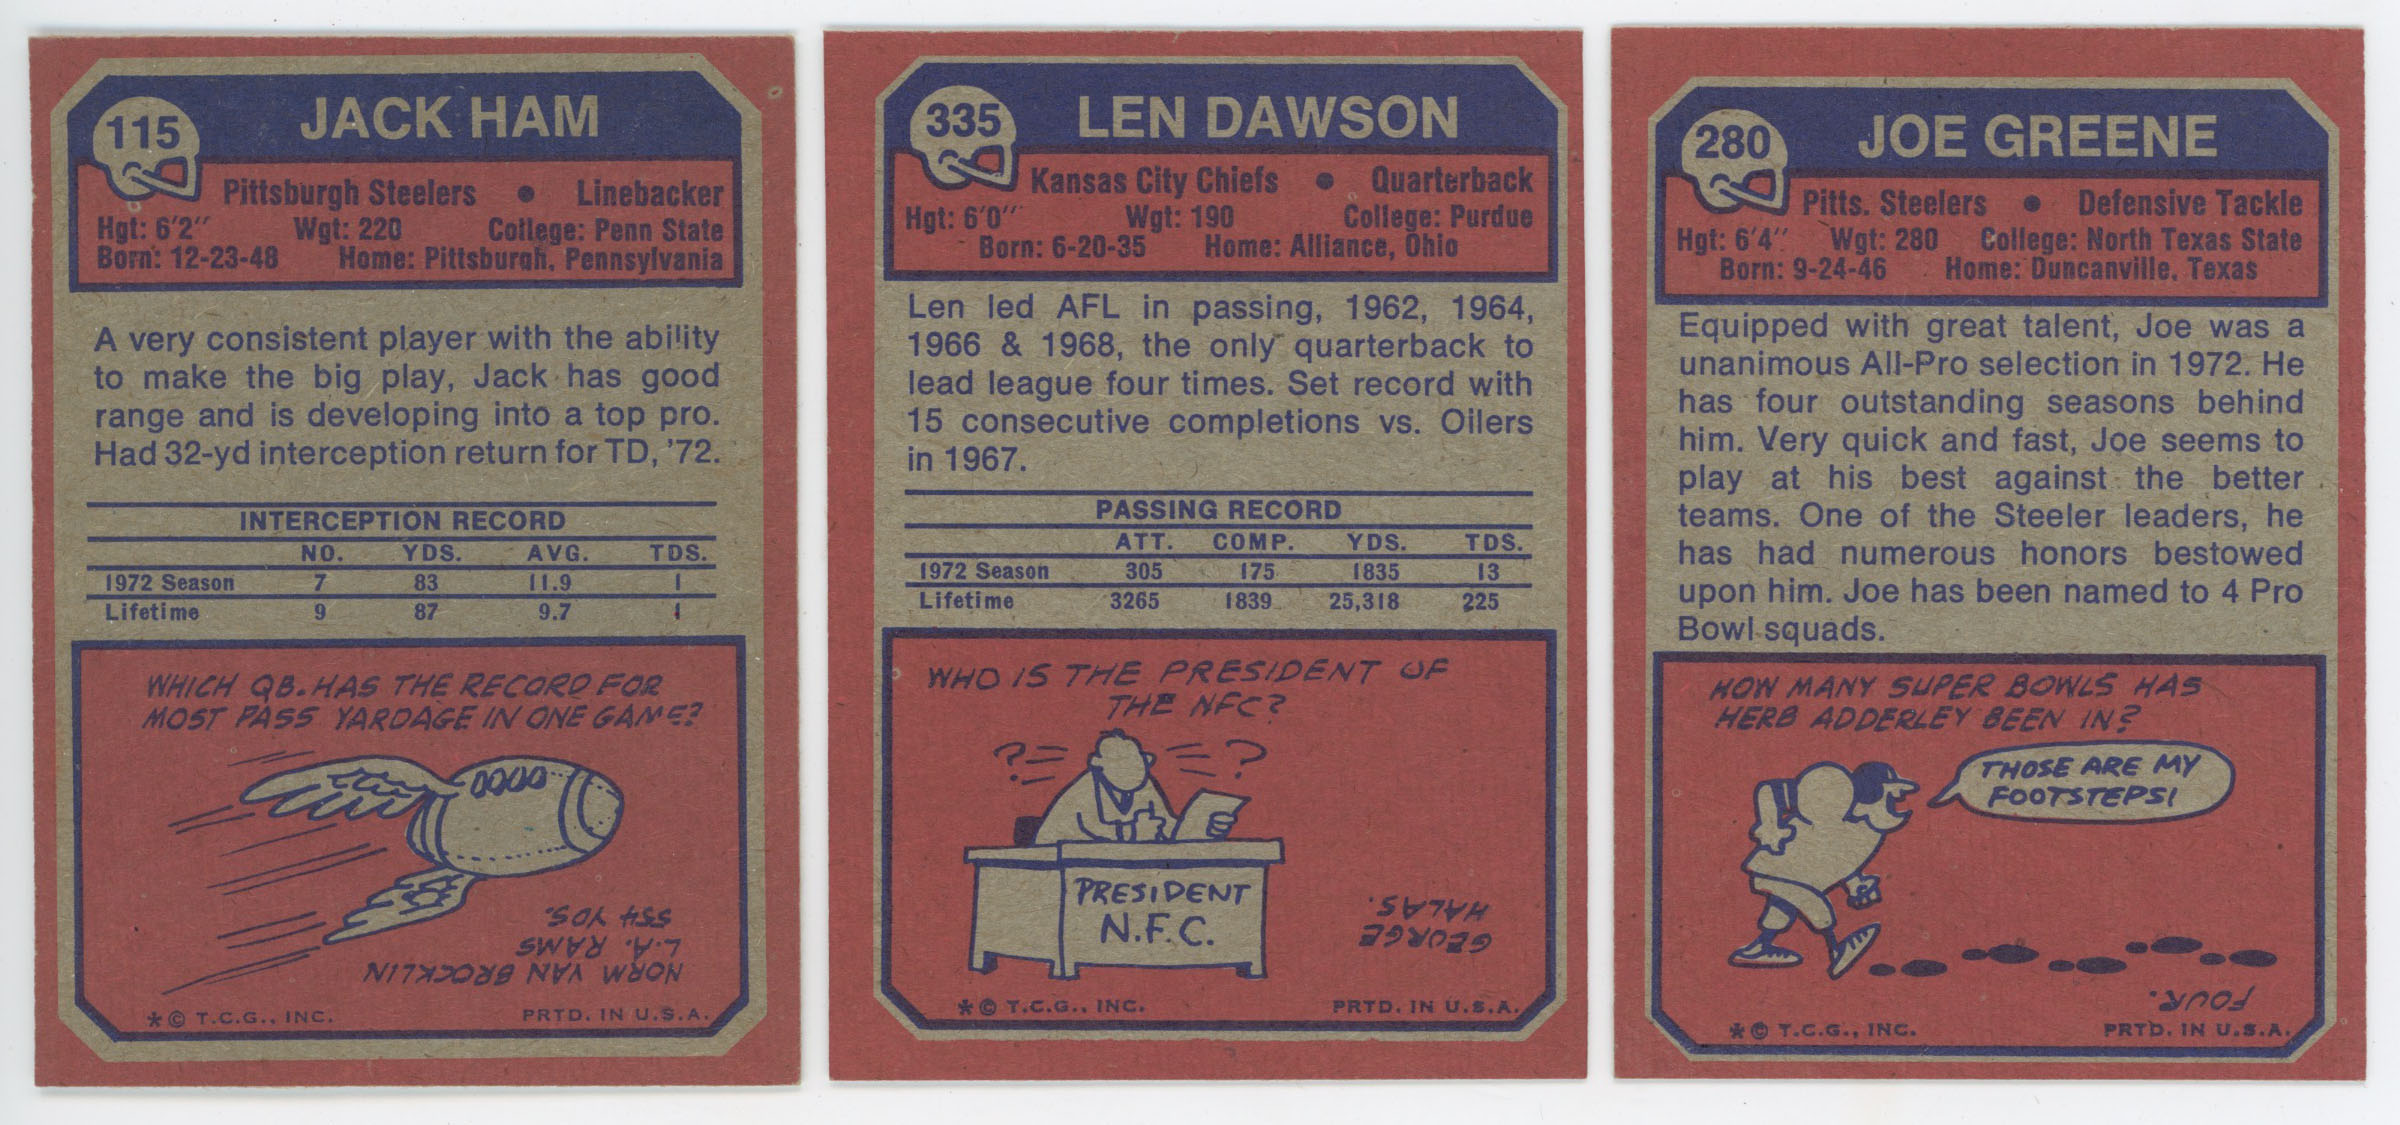 115
JACK HAM
Pittsburgh Steelers • Linebacker
Hgt: 6'2" Wgt: 220 College: Penn State
Born: 12-23-48 Home: Pittsburgh, Pennsylvania
A very consistent player with the ability
to make the big play, Jack has good
range and is developing into a top pro.
Had 32-yd interception return for TD, '72.
INTERCEPTION RECORD
NO. YDS. AVG. TDS.
1972 Season 7 83 11.9 1
Lifetime 9 87 9.7 1
WHICH QB. HAS THE RECORD FOR
MOST PASS YARDAGE IN ONE GAME?
NORM VAN BROCKLIN
L.A. RAMS
554 YDS.
* © T.C.G., INC. PRTD. IN U.S.A.
335
LEN DAWSON
Kansas City Chiefs • Quarterback
Hgt: 6'0" Wgt: 190 College: Purdue
Born: 6-20-35 Home: Alliance, Ohio
Len led AFL in passing, 1962, 1964,
1966 & 1968, the only quarterback to
lead league four times. Set record with
15 consecutive completions vs. Oilers
in 1967.
PASSING RECORD
ATT. COMP. YDS. TDS.
1972 Season 305 175 1835 13
Lifetime 3265 1839 25,318 225
WHO IS THE PRESIDENT OF
THE NFC?
? ?
PRESIDENT
N.F.C.
GEORGE
HALAS.
* © T.C.G., INC. PRTD. IN U.S.A.
280
JOE GREENE
Pitts. Steelers • Defensive Tackle
Hgt: 6'4" Wgt: 280 College: North Texas State
Born: 9-24-46 Home: Duncanville, Texas
Equipped with great talent, Joe was a
unanimous All-Pro selection in 1972. He
has four outstanding seasons behind
him. Very quick and fast, Joe seems to
play at his best against the better
teams. One of the Steeler leaders, he
has had numerous honors bestowed
upon him. Joe has been named to 4 Pro
Bowl squads.
HOW MANY SUPER BOWLS HAS
HERB ADDERLEY BEEN IN?
THOSE ARE MY
FOOTSTEPS!
FOUR.
* © T.C.G., INC. PRTD. IN U.S.A.